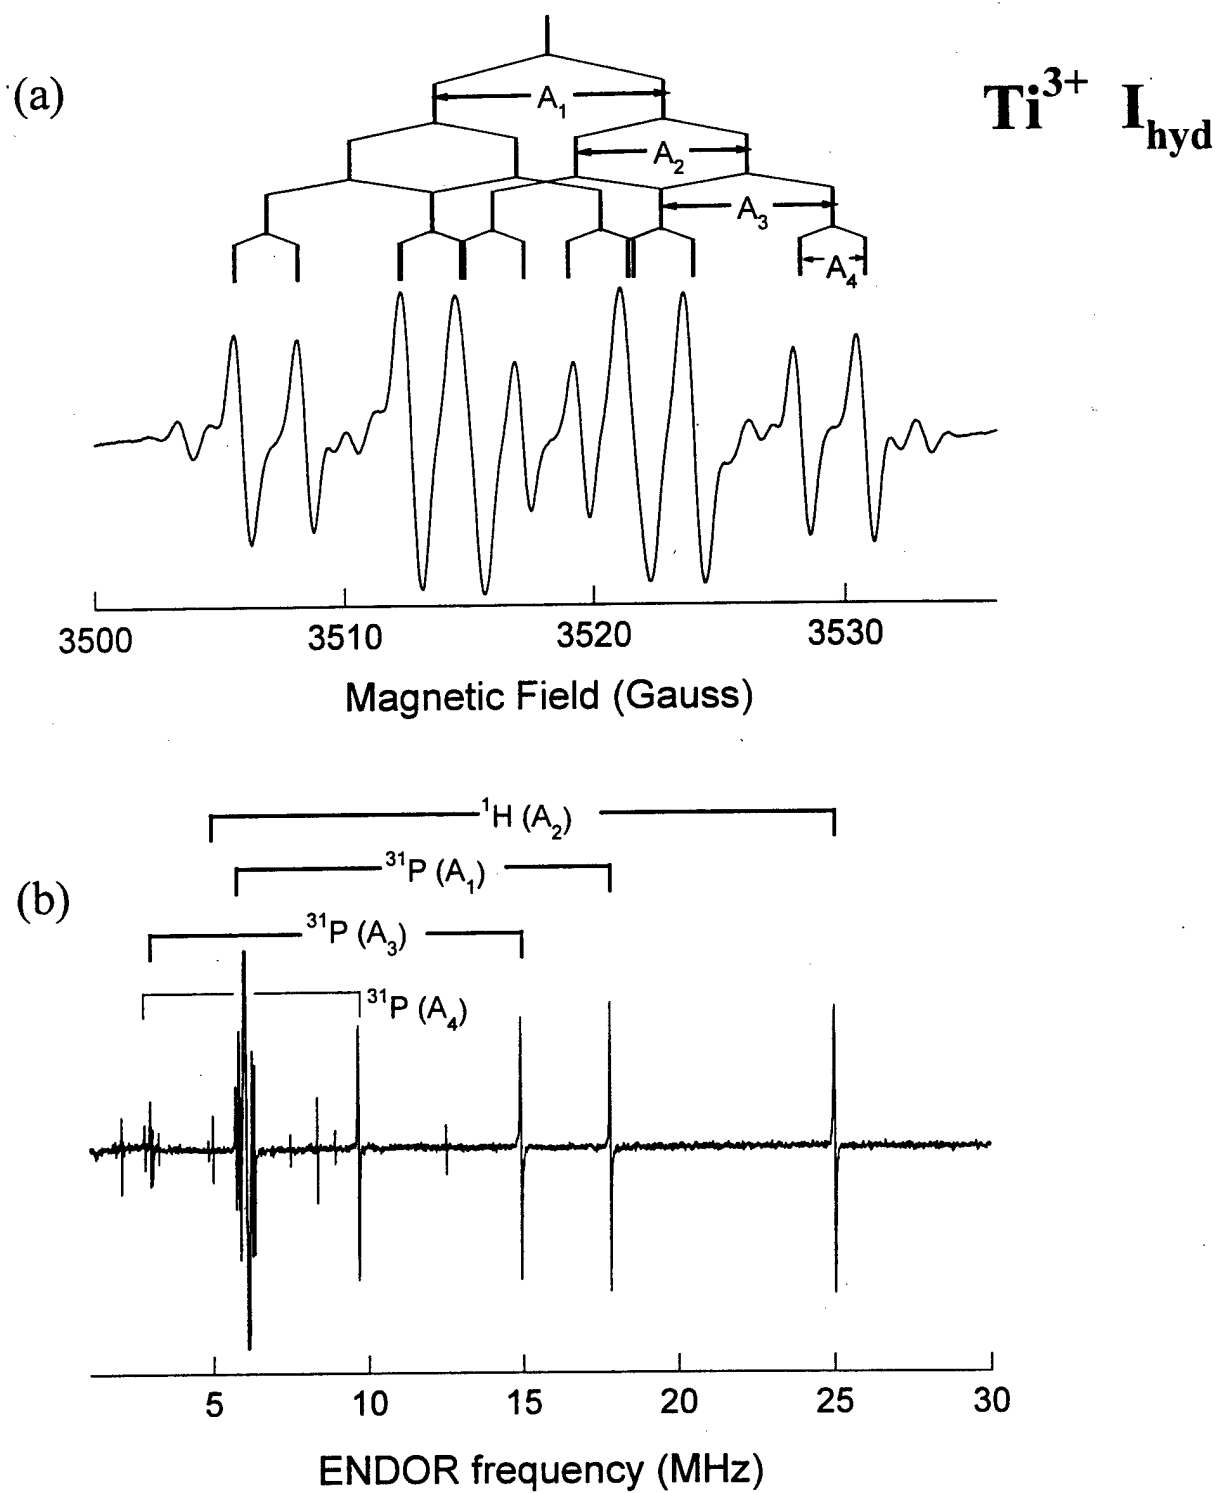 (a)
Ti³⁺ I_hyd
A₁
A₂
A₃
A₄
3500 3510 3520 3530
Magnetic Field (Gauss)
(b)
¹H (A₂)
³¹P (A₁)
³¹P (A₃)
³¹P (A₄)
5 10 15 20 25 30
ENDOR frequency (MHz)